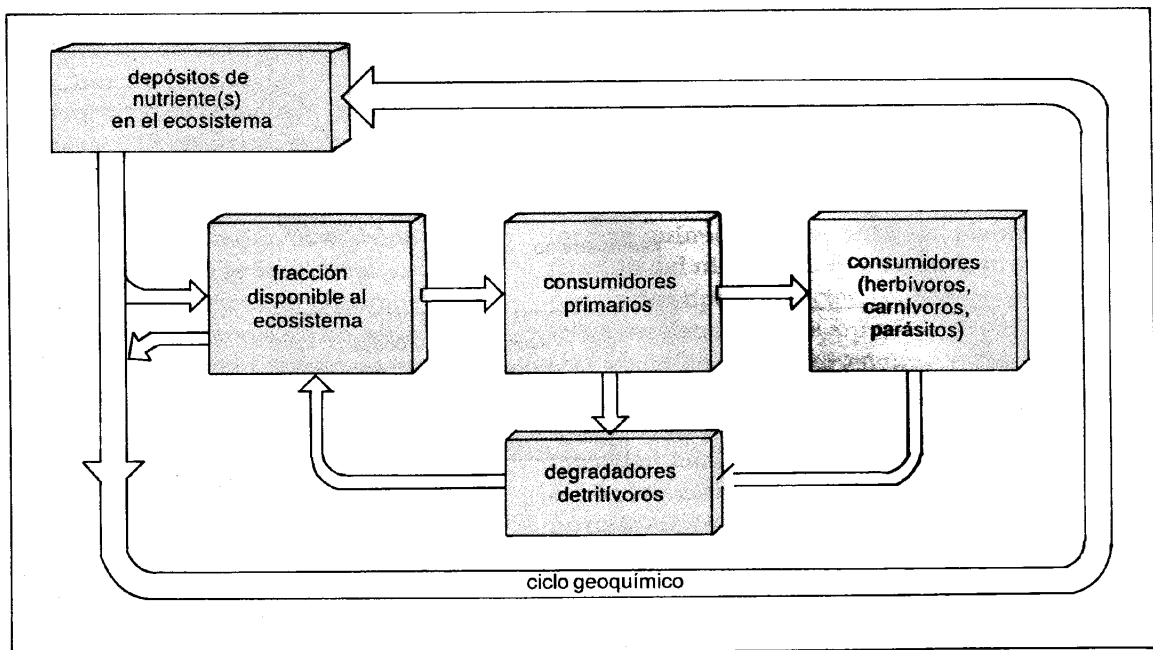 depósitos de
nutriente(s)
en el ecosistema
fracción
disponible al
ecosistema
consumidores
primarios
consumidores
(herbívoros,
carnívoros,
parásitos)
degradadores
detritívoros
ciclo geoquímico